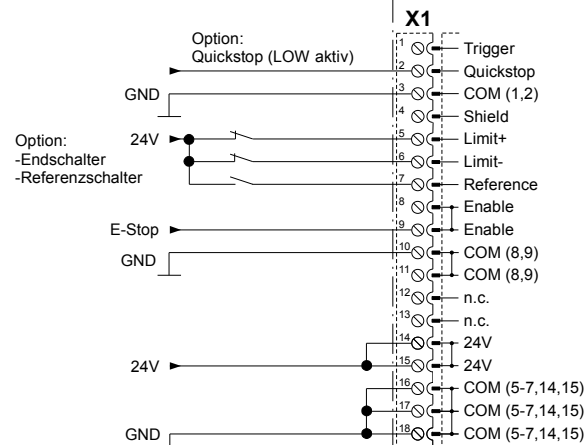 X1
Option:
Quickstop (LOW aktiv)
1 Trigger
2 Quickstop
GND 3 COM (1,2)
4 Shield
Option:
-Endschalter
-Referenzschalter
24V 5 Limit+
6 Limit-
7 Reference
8 Enable
E-Stop 9 Enable
GND 10 COM (8,9)
11 COM (8,9)
12 n.c.
13 n.c.
14 24V
24V 15 24V
16 COM (5-7,14,15)
17 COM (5-7,14,15)
GND 18 COM (5-7,14,15)